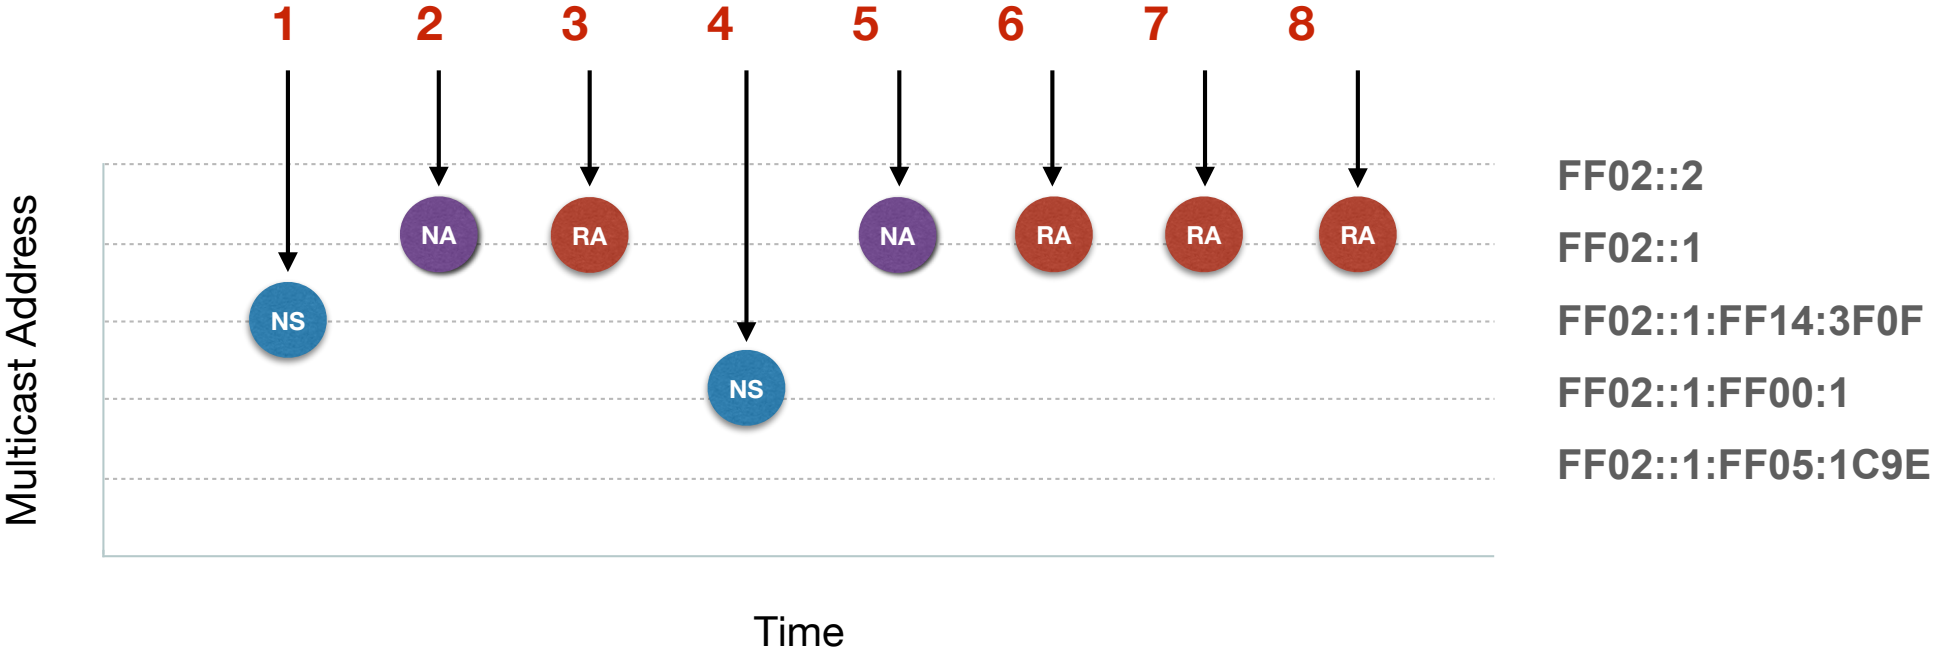 1 2 3 4 5 6 7 8
FF02::2
NA RA NA RA RA RA
FF02::1
NS
FF02::1:FF14:3F0F
NS
FF02::1:FF00:1
FF02::1:FF05:1C9E
Multicast Address
Time